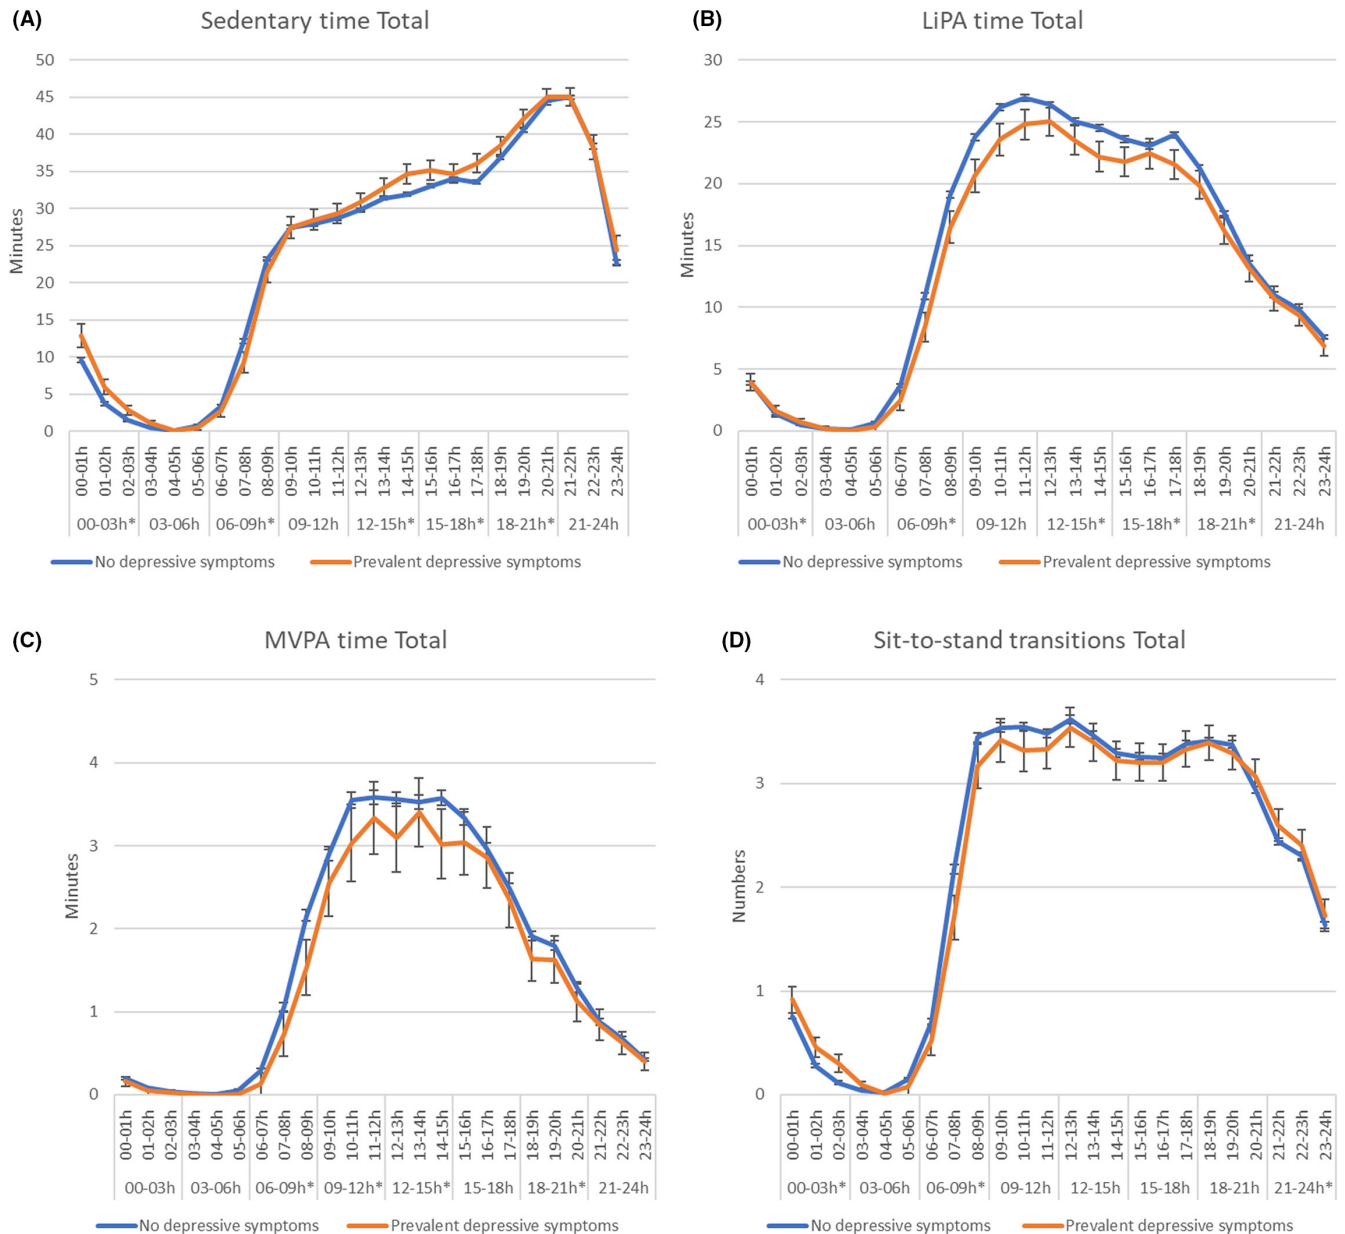 (A)
Sedentary time Total
50
45
40
35
30
25
20
15
10
5
0
Minutes
00-01h 01-02h 02-03h 03-04h 04-05h 05-06h 06-07h 07-08h 08-09h 09-10h 10-11h 11-12h 12-13h 13-14h 14-15h 15-16h 16-17h 17-18h 18-19h 19-20h 20-21h 21-22h 22-23h 23-24h
00-03h* 03-06h 06-09h* 09-12h 12-15h* 15-18h* 18-21h* 21-24h
No depressive symptoms Prevalent depressive symptoms
(B)
LiPA time Total
30
25
20
15
10
5
0
Minutes
00-01h 01-02h 02-03h 03-04h 04-05h 05-06h 06-07h 07-08h 08-09h 09-10h 10-11h 11-12h 12-13h 13-14h 14-15h 15-16h 16-17h 17-18h 18-19h 19-20h 20-21h 21-22h 22-23h 23-24h
00-03h* 03-06h 06-09h* 09-12h 12-15h* 15-18h* 18-21h* 21-24h
No depressive symptoms Prevalent depressive symptoms
(C)
MVPA time Total
5
4
3
2
1
0
Minutes
00-01h 01-02h 02-03h 03-04h 04-05h 05-06h 06-07h 07-08h 08-09h 09-10h 10-11h 11-12h 12-13h 13-14h 14-15h 15-16h 16-17h 17-18h 18-19h 19-20h 20-21h 21-22h 22-23h 23-24h
00-03h 03-06h 06-09h* 09-12h* 12-15h* 15-18h 18-21h* 21-24h
No depressive symptoms Prevalent depressive symptoms
(D)
Sit-to-stand transitions Total
4
3
2
1
0
Numbers
00-01h 01-02h 02-03h 03-04h 04-05h 05-06h 06-07h 07-08h 08-09h 09-10h 10-11h 11-12h 12-13h 13-14h 14-15h 15-16h 16-17h 17-18h 18-19h 19-20h 20-21h 21-22h 22-23h 23-24h
00-03h* 03-06h 06-09h* 09-12h 12-15h 15-18h 18-21h 21-24h*
No depressive symptoms Prevalent depressive symptoms